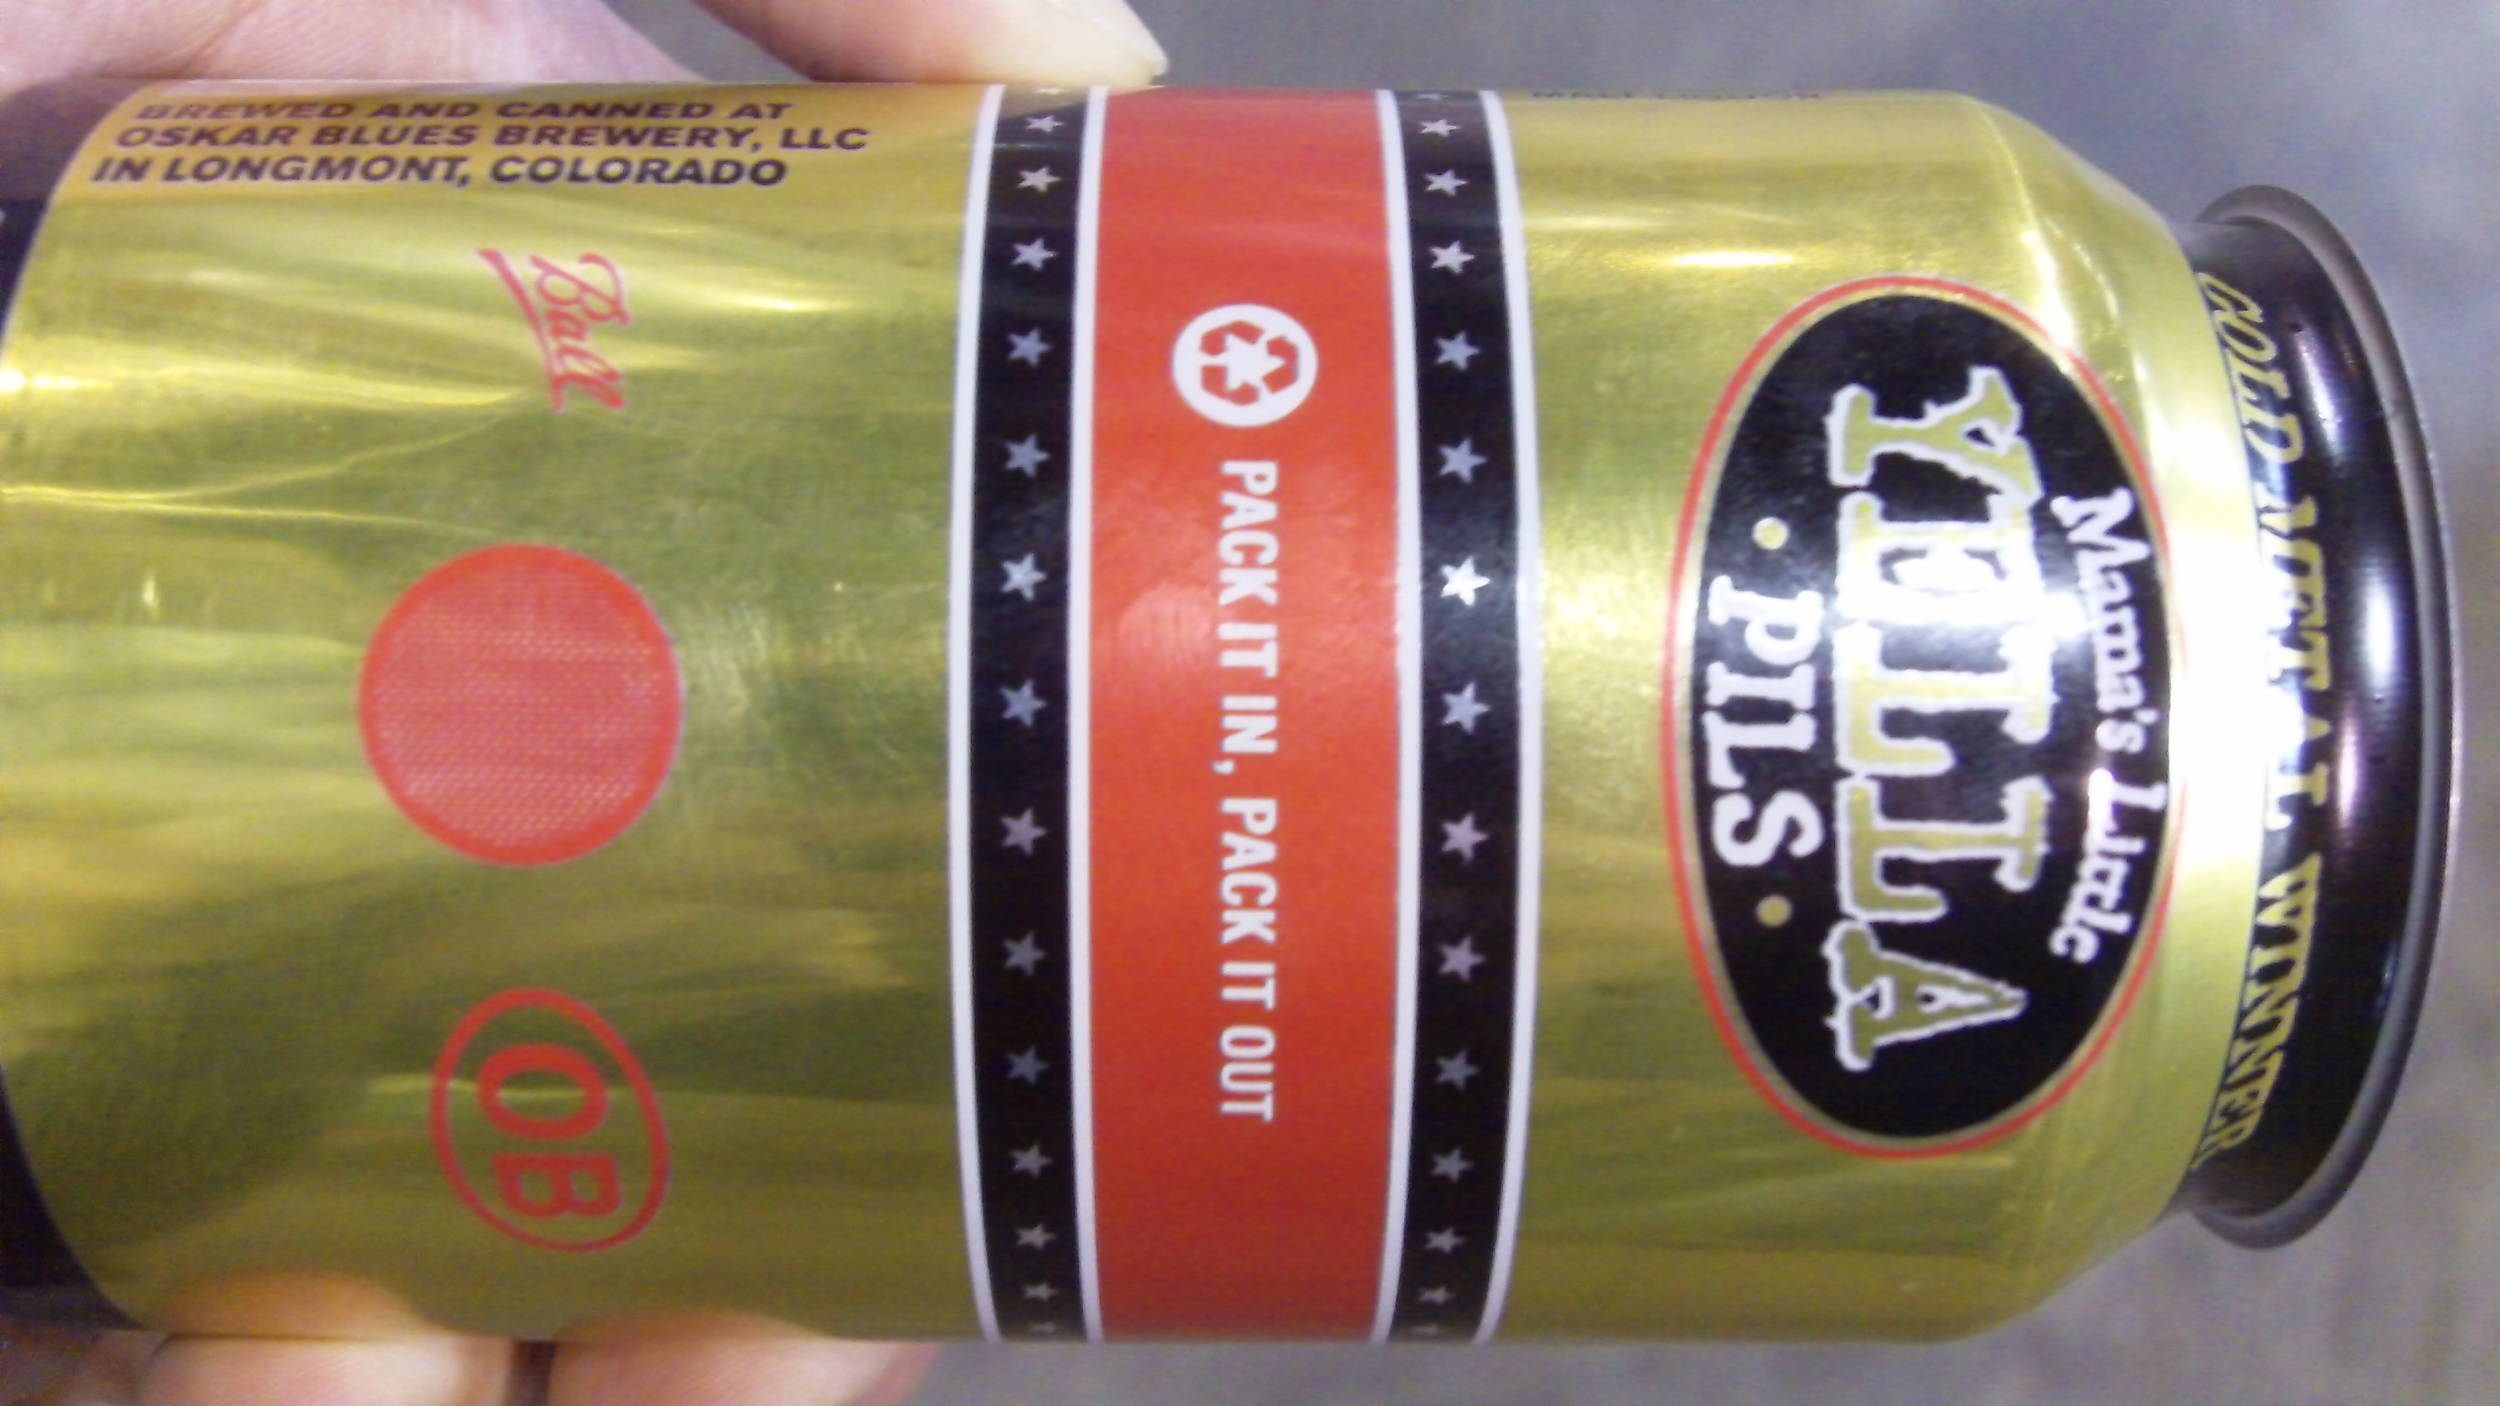 GOLD METAL WINNER
Mama's Little
YELLA
PILS
PACK IT IN, PACK IT OUT
BREWED AND CANNED AT
OSKAR BLUES BREWERY, LLC
IN LONGMONT, COLORADO
Ball
OB